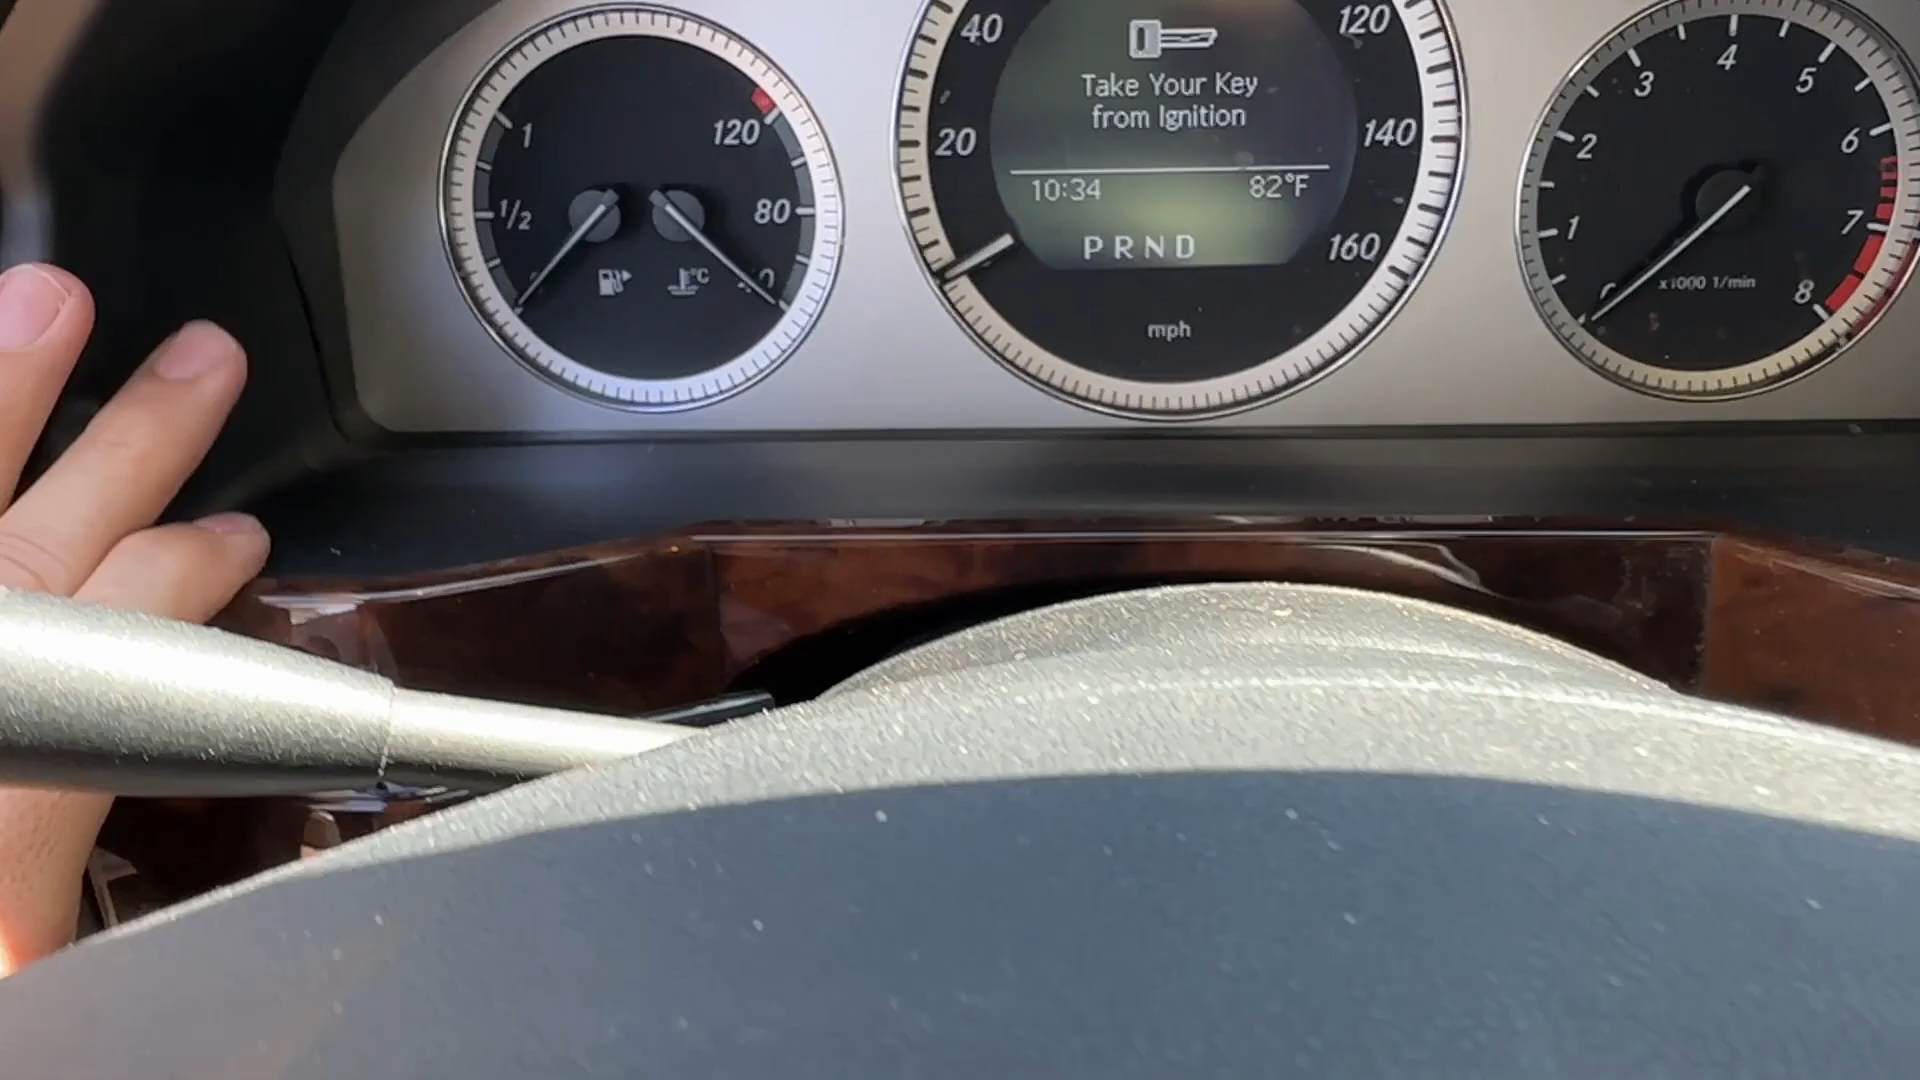 Take Your Key
from Ignition
10:34 82°F
P R N D
mph
20
40
120
140
160
1
1/2
120
80
°C
1
2
3
4
5
6
7
8
x1000 1/min